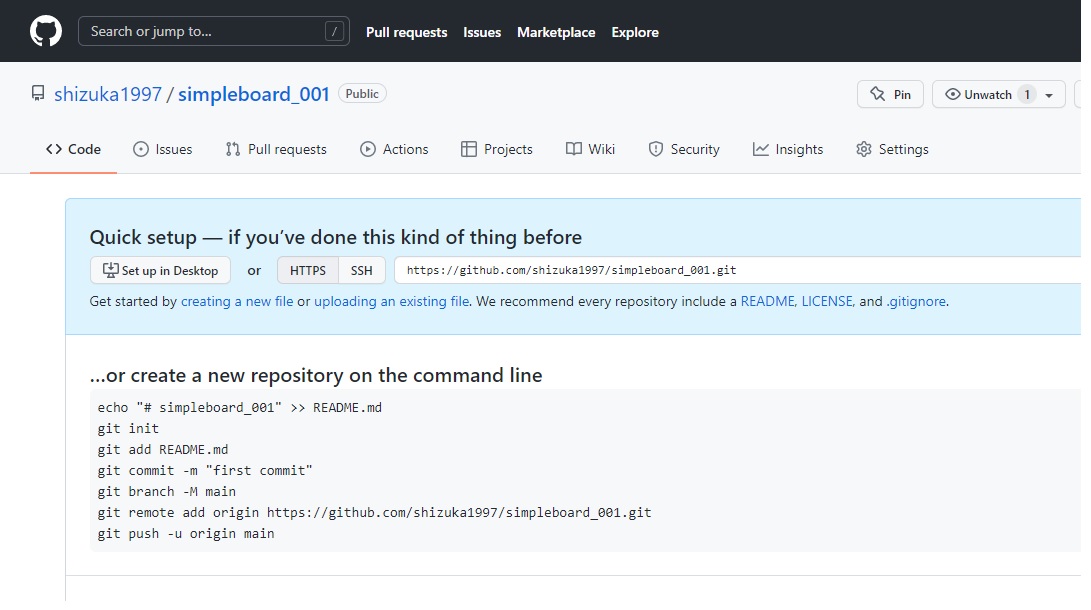 Search or jump to... /
Pull requests Issues Marketplace Explore
shizuka1997 / simpleboard_001 Public
Pin Unwatch 1
Code Issues Pull requests Actions Projects Wiki Security Insights Settings
Quick setup — if you’ve done this kind of thing before
Set up in Desktop or HTTPS SSH https://github.com/shizuka1997/simpleboard_001.git
Get started by creating a new file or uploading an existing file. We recommend every repository include a README, LICENSE, and .gitignore.
…or create a new repository on the command line
echo "# simpleboard_001" >> README.md
git init
git add README.md
git commit -m "first commit"
git branch -M main
git remote add origin https://github.com/shizuka1997/simpleboard_001.git
git push -u origin main